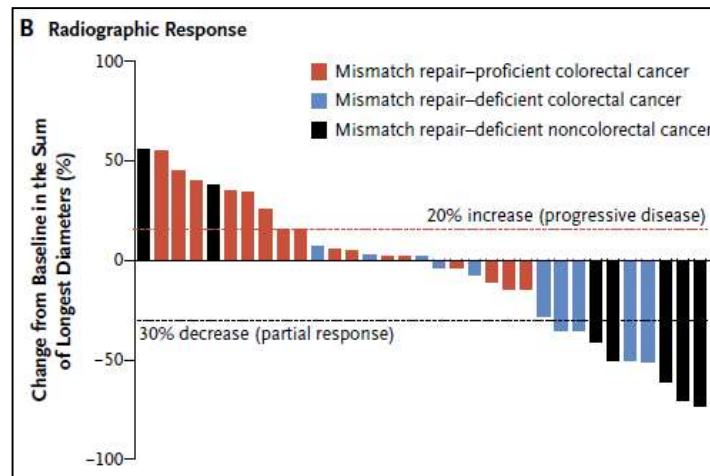 B Radiographic Response
100
50
0
−50
−100
Change from Baseline in the Sum
of Longest Diameters (%)
Mismatch repair–proficient colorectal cancer
Mismatch repair–deficient colorectal cancer
Mismatch repair–deficient noncolorectal cancer
20% increase (progressive disease)
30% decrease (partial response)